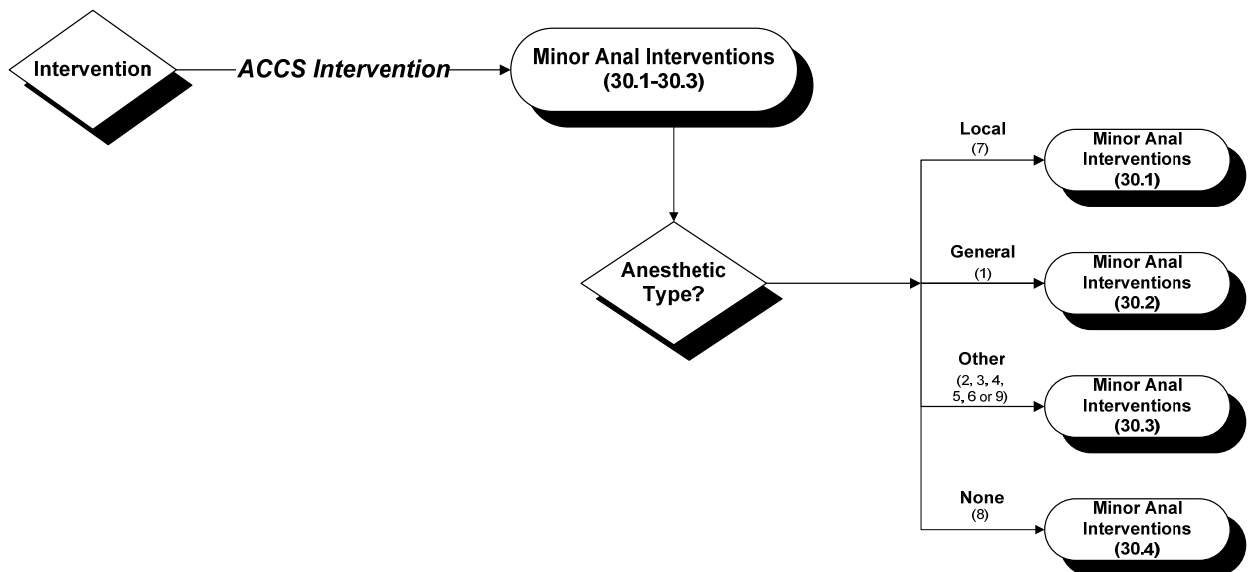 Intervention
ACCS Intervention
Minor Anal Interventions
(30.1-30.3)
Anesthetic
Type?
Local
(7)
Minor Anal
Interventions
(30.1)
General
(1)
Minor Anal
Interventions
(30.2)
Other
(2, 3, 4,
5, 6 or 9)
Minor Anal
Interventions
(30.3)
None
(8)
Minor Anal
Interventions
(30.4)